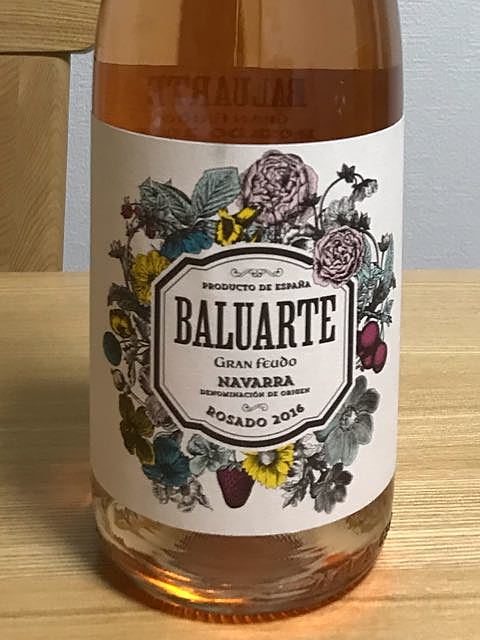 PRODUCTO DE ESPAÑA
BALUARTE
GRAN FEUDO
NAVARRA
DENOMINACIÓN DE ORIGEN
ROSADO 2016